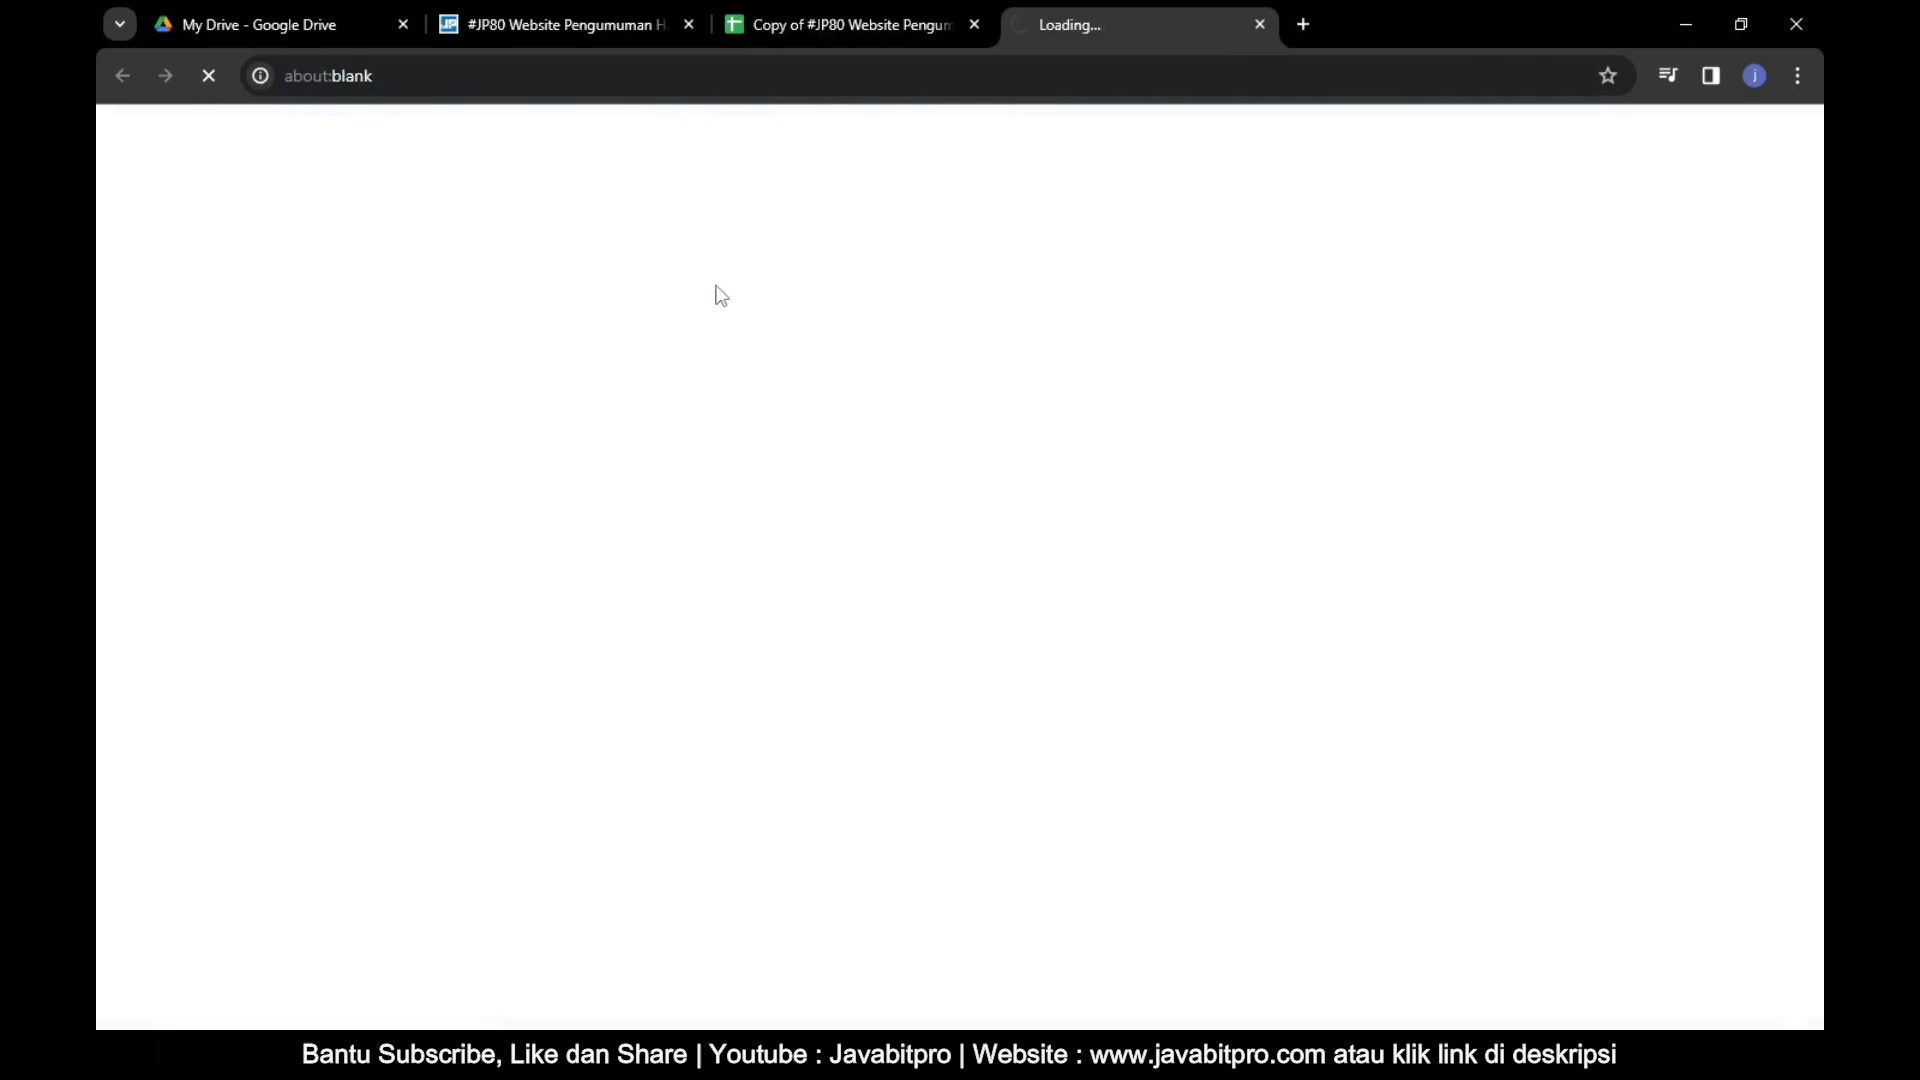 My Drive - Google Drive
#JP80 Website Pengumuman H
Copy of #JP80 Website Pengum
Loading...
about:blank
j
Bantu Subscribe, Like dan Share | Youtube : Javabitpro | Website : www.javabitpro.com atau klik link di deskripsi